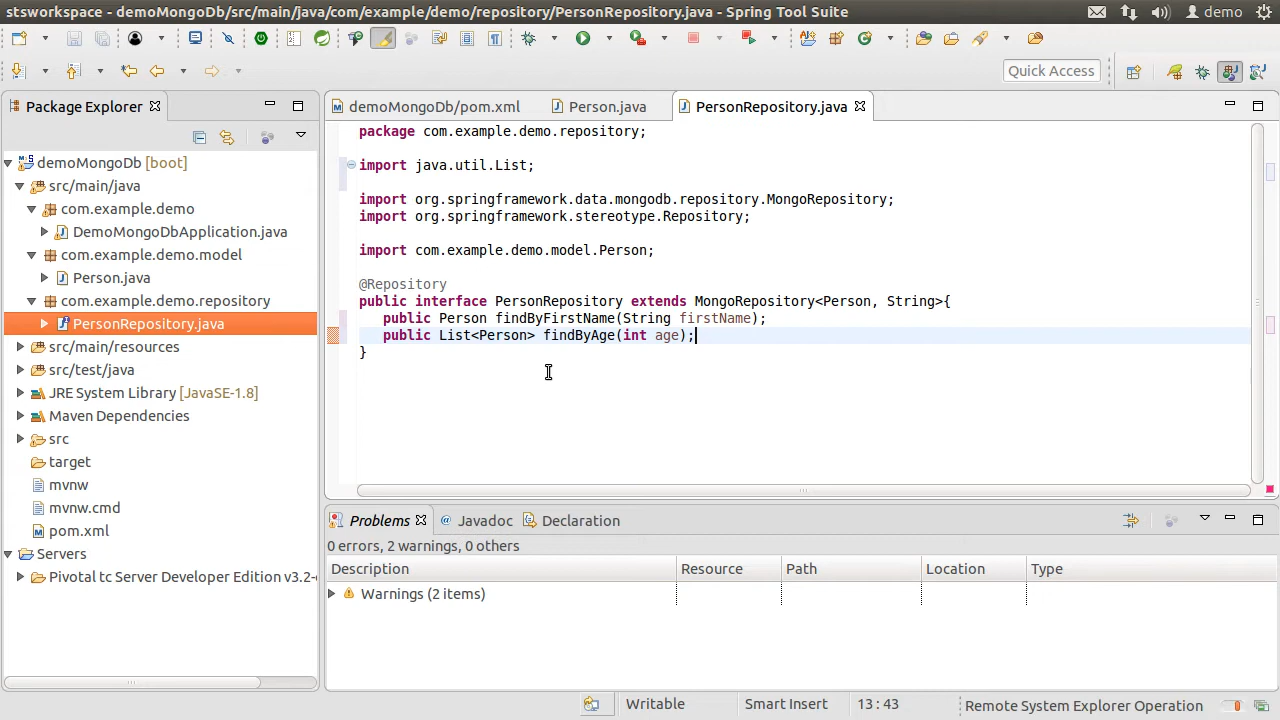 stsworkspace - demoMongoDb/src/main/java/com/example/demo/repository/PersonRepository.java - Spring Tool Suite
demo
Quick Access
Package Explorer
demoMongoDb [boot]
src/main/java
com.example.demo
DemoMongoDbApplication.java
com.example.demo.model
Person.java
com.example.demo.repository
PersonRepository.java
src/main/resources
src/test/java
JRE System Library [JavaSE-1.8]
Maven Dependencies
src
target
mvnw
mvnw.cmd
pom.xml
Servers
Pivotal tc Server Developer Edition v3.2-
demoMongoDb/pom.xml
Person.java
PersonRepository.java
package com.example.demo.repository;
import java.util.List;
import org.springframework.data.mongodb.repository.MongoRepository;
import org.springframework.stereotype.Repository;
import com.example.demo.model.Person;
@Repository
public interface PersonRepository extends MongoRepository<Person, String>{
public Person findByFirstName(String firstName);
public List<Person> findByAge(int age);
}
Problems
@ Javadoc
Declaration
0 errors, 2 warnings, 0 others
Description Resource Path Location Type
Warnings (2 items)
Writable Smart Insert 13 : 43 Remote System Explorer Operation